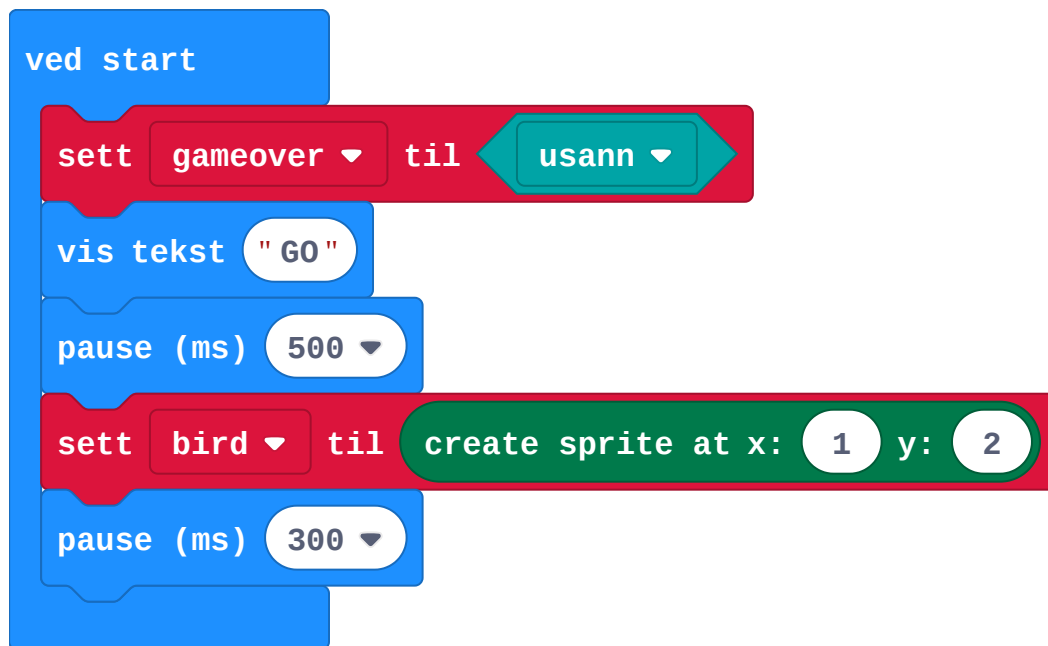 ved start
sett gameover til usann
vis tekst "GO"
pause (ms) 500
sett bird til create sprite at x: 1 y: 2
pause (ms) 300